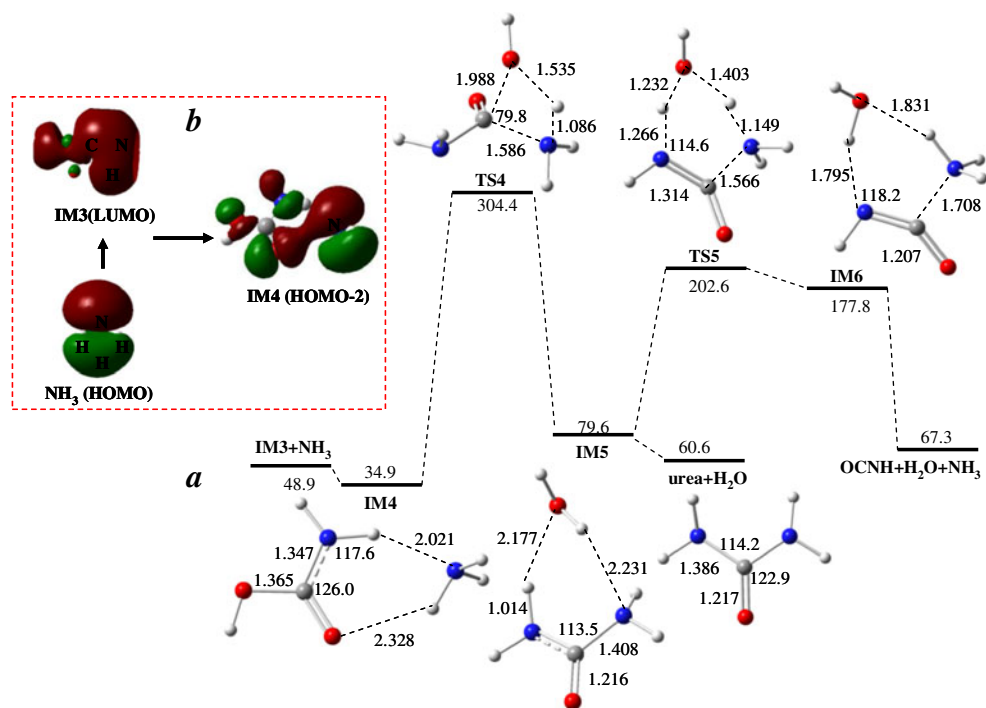 b
C N
H
IM3(LUMO)
N
IM4 (HOMO-2)
N
H H
H
NH3 (HOMO)
1.988
1.535
79.8
1.086
1.586
TS4
304.4
1.232
1.403
1.266
114.6
1.149
1.314
1.566
TS5
202.6
1.831
1.795
118.2
1.708
1.207
IM6
177.8
IM3+NH3
48.9
34.9
IM4
79.6
IM5
60.6
urea+H2O
67.3
OCNH+H2O+NH3
a
1.347
117.6
2.021
1.365
126.0
2.328
2.177
2.231
1.014
113.5
1.408
1.216
114.2
1.386
122.9
1.217